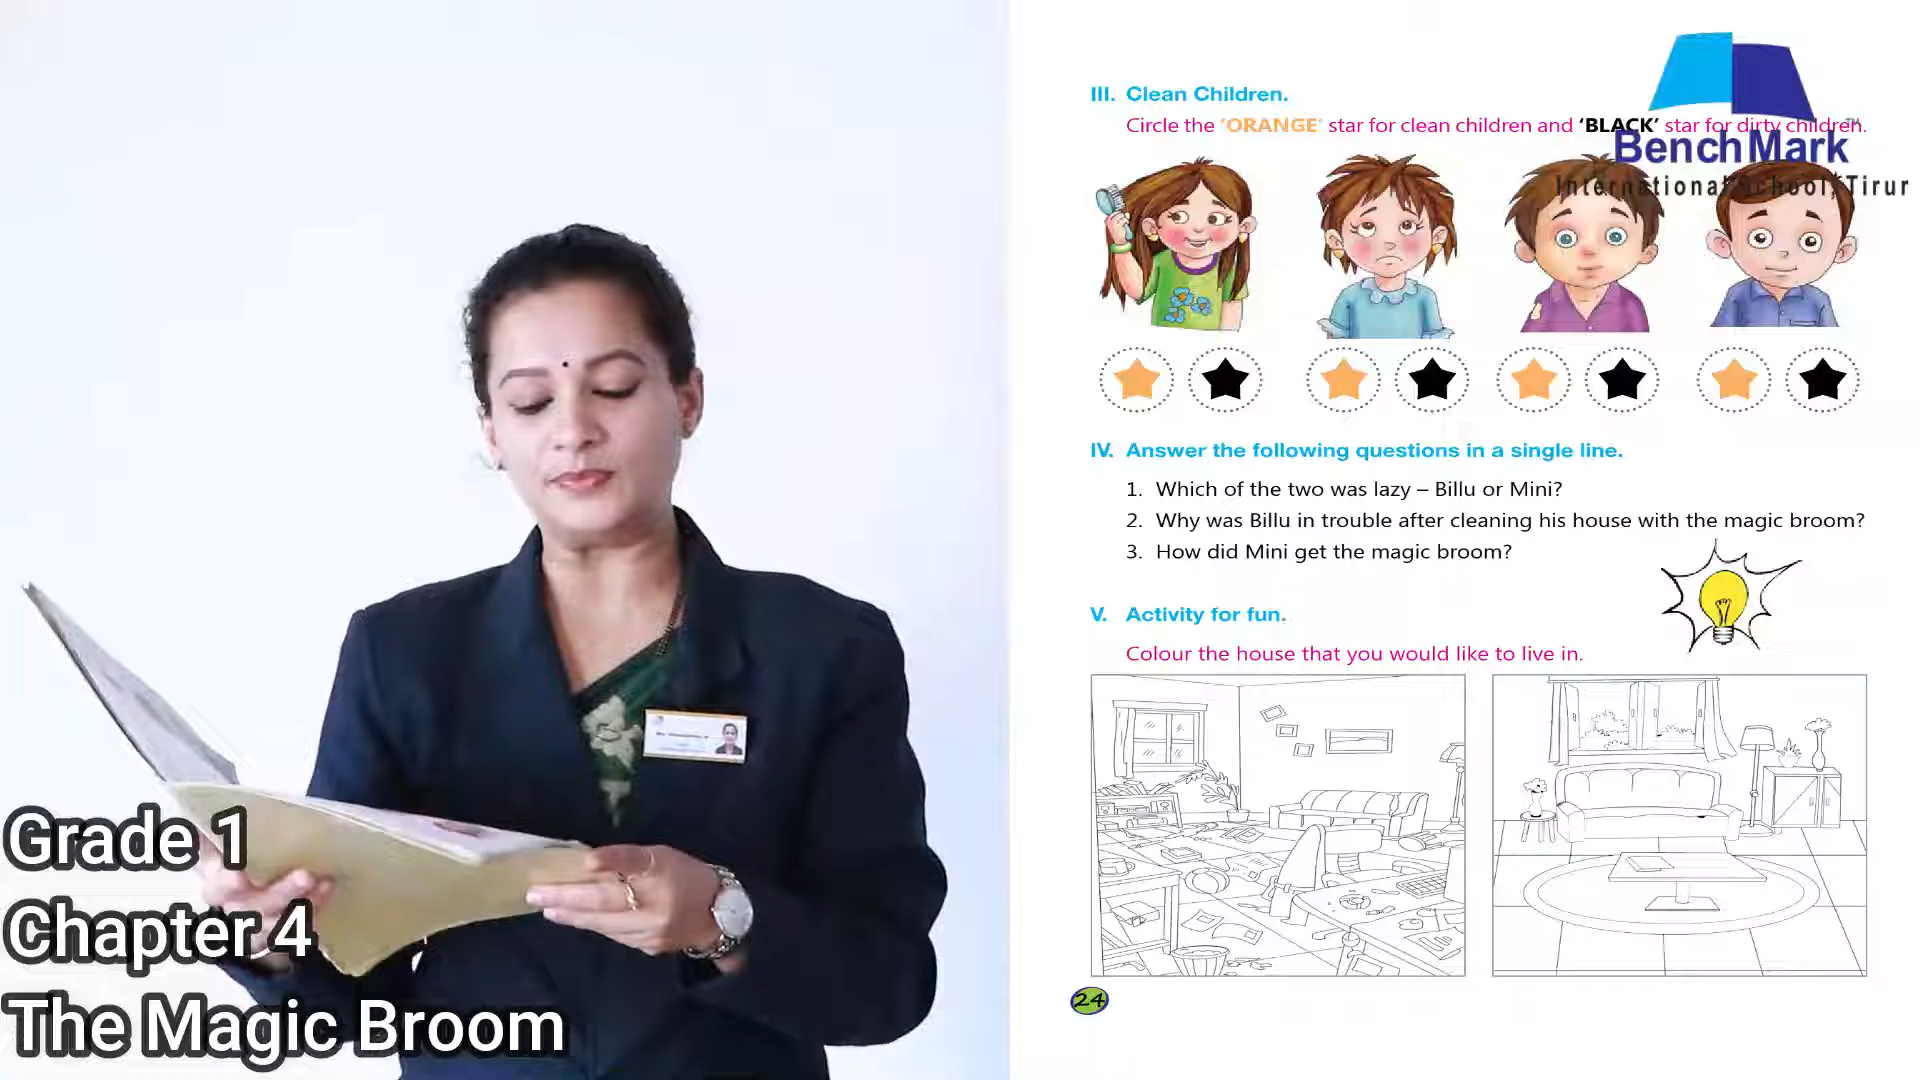 III. Clean Children.
Circle the ‘ORANGE’ star for clean children and ‘BLACK’ star for dirty children.
BenchMark
TM
International School, Tirur
IV. Answer the following questions in a single line.
1. Which of the two was lazy – Billu or Mini?
2. Why was Billu in trouble after cleaning his house with the magic broom?
3. How did Mini get the magic broom?
V. Activity for fun.
Colour the house that you would like to live in.
24
Grade 1
Chapter 4
The Magic Broom